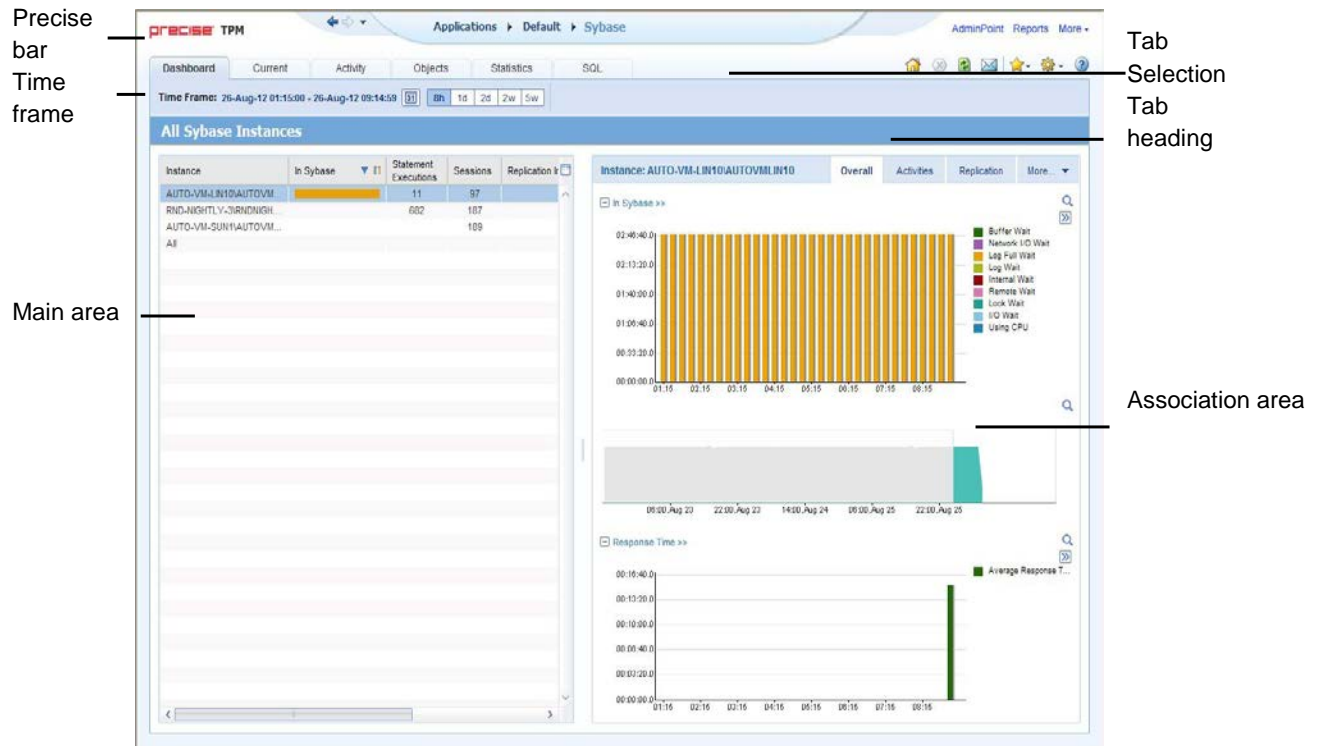 Precise
bar
Time
frame
Main area
Tab
Selection
Tab
heading
Association area
precise TPM
Applications Default Sybase
AdminPoint Reports More
Dashboard Current Activity Objects Statistics SQL
Time Frame: 26-Aug-12 01:15:00 - 26-Aug-12 09:14:59 31 8h 1d 2d 2w 5w
All Sybase Instances
Instance In Sybase Statement Executions Sessions Replication Ir
AUTO-VM-LIN10\AUTOVM... 11 97
RND-NIGHTLY-3\RNDNIGH... 602 187
AUTO-VM-SUN1\AUTOVM... 189
All
Instance: AUTO-VM-LIN10\AUTOVMLIN10 Overall Activities Replication More...
In Sybase >>
02:46:40.0
02:13:20.0
01:40:00.0
01:06:40.0
00:33:20.0
00:00:00.0
01:15 02:15 03:15 04:15 05:15 06:15 07:15 08:15
Buffer Wait
Network I/O Wait
Log Full Wait
Log Wait
Internal Wait
Remote Wait
Lock Wait
I/O Wait
Using CPU
06:00,Aug 23 22:00,Aug 23 14:00,Aug 24 06:00,Aug 25 22:00,Aug 25
Response Time >>
00:16:40.0
00:13:20.0
00:10:00.0
00:06:40.0
00:03:20.0
00:00:00.0
01:15 02:15 03:15 04:15 05:15 06:15 07:15 08:15
Average Response T...